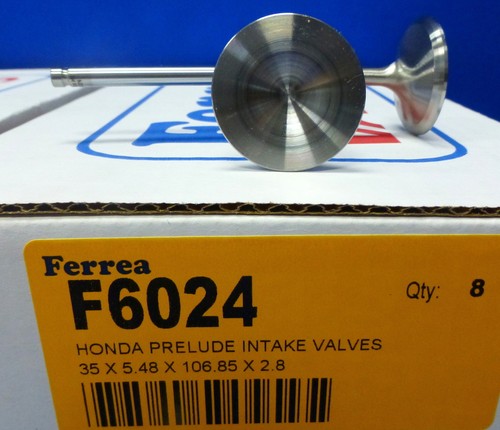 Ferrea
F6024
Qty: 8
HONDA PRELUDE INTAKE VALVES
35 X 5.48 X 106.85 X 2.8